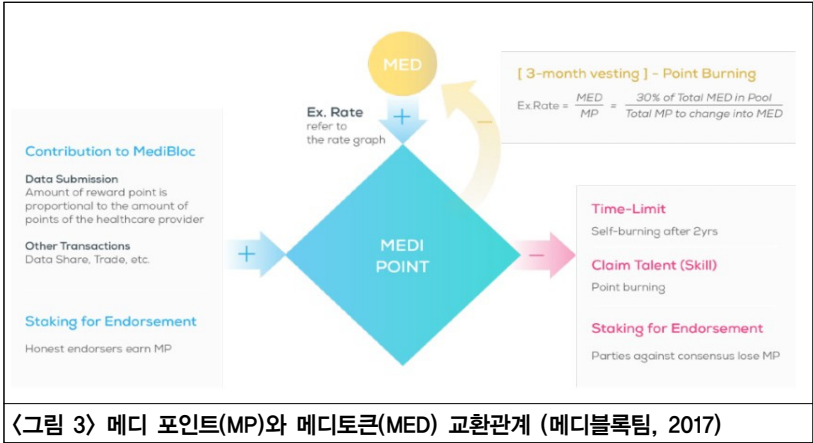 MED
Ex. Rate
refer to
the rate graph
+
−
[ 3-month vesting ] - Point Burning
Ex.Rate = MED / MP = 30% of Total MED in Pool / Total MP to change into MED
Contribution to MediBloc
Data Submission
Amount of reward point is
proportional to the amount of
points of the healthcare provider
Other Transactions
Data Share, Trade, etc.
Staking for Endorsement
Honest endorsers earn MP
+
MEDI
POINT
−
Time-Limit
Self-burning after 2yrs
Claim Talent (Skill)
Point burning
Staking for Endorsement
Parties against consensus lose MP
〈그림 3〉 메디 포인트(MP)와 메디토큰(MED) 교환관계 (메디블록팀, 2017)